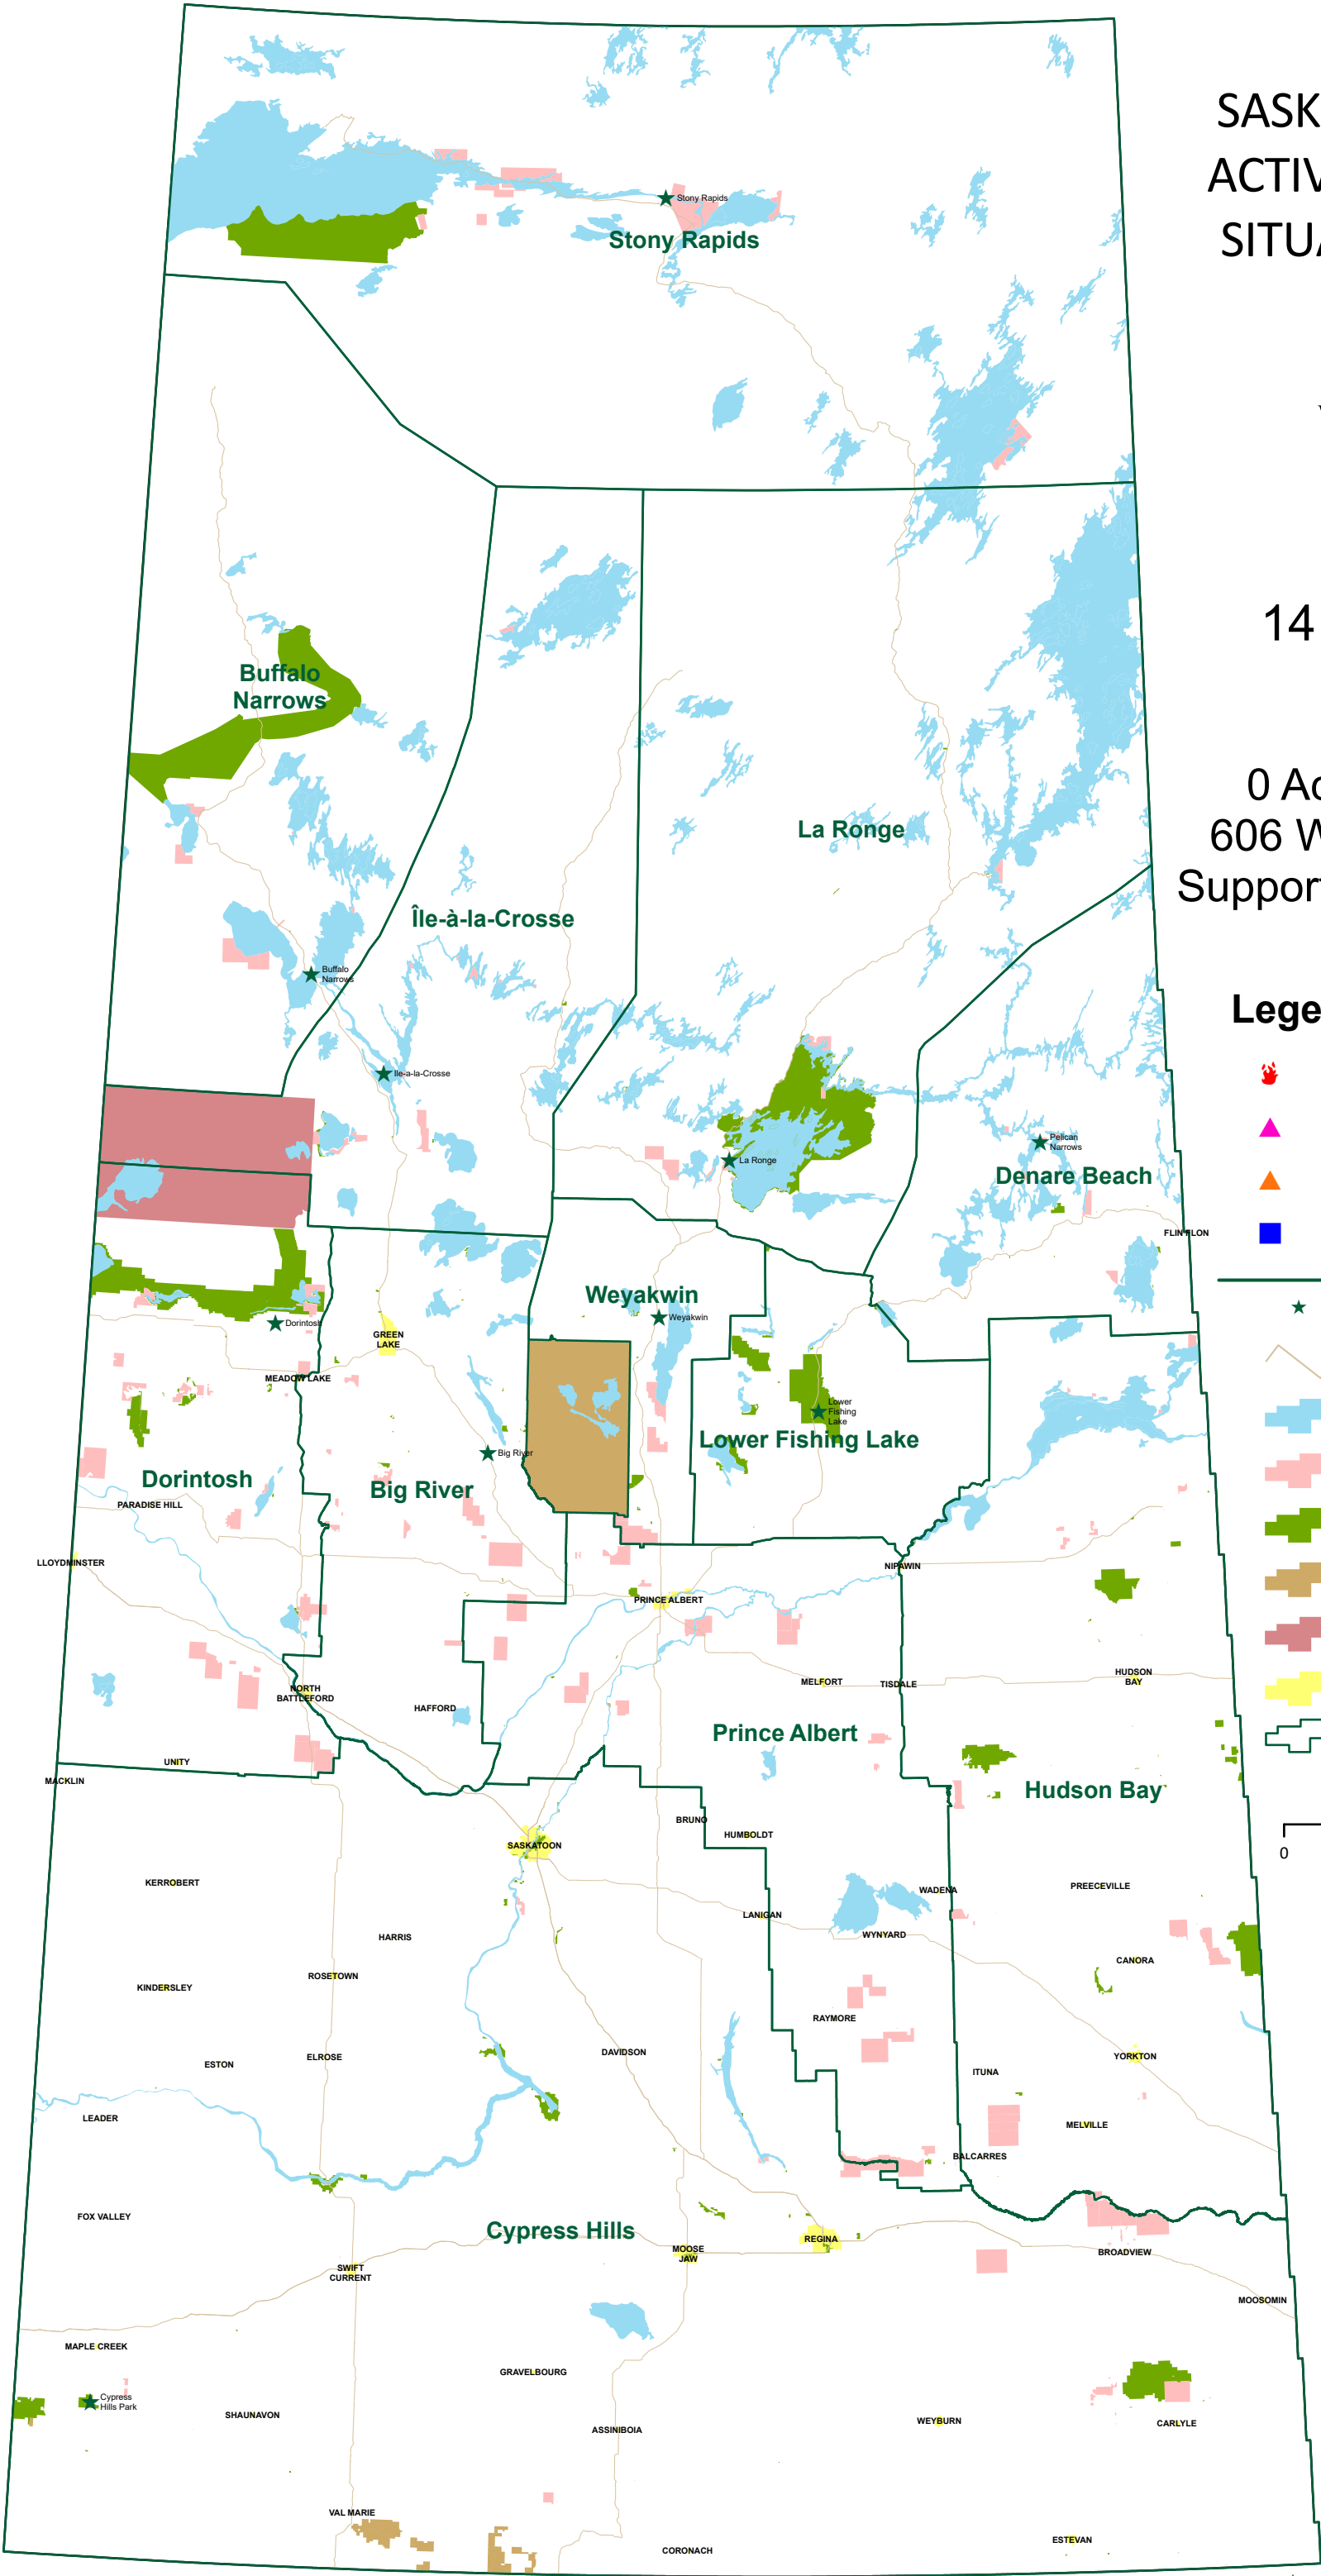 SASK
ACTIV
SITUA
14
0 Ac
606 W
Support
Lege
0
Stony Rapids
Stony Rapids
Buffalo
Narrows
La Ronge
Île-à-la-Crosse
Buffalo
Narrows
Ile-a-la-Crosse
Pelican
Narrows
La Ronge
Denare Beach
FLIN FLON
Weyakwin
Weyakwin
Dorintosh
GREEN
LAKE
MEADOW LAKE
Lower
Fishing
Lake
Lower Fishing Lake
Big River
Dorintosh
Big River
PARADISE HILL
LLOYDMINSTER
NIPAWIN
PRINCE ALBERT
HUDSON
BAY
MELFORT
TISDALE
NORTH
BATTLEFORD
HAFFORD
Prince Albert
UNITY
MACKLIN
Hudson Bay
BRUNO
HUMBOLDT
SASKATOON
KERROBERT
PREECEVILLE
WADENA
LANIGAN
WYNYARD
HARRIS
CANORA
ROSETOWN
KINDERSLEY
RAYMORE
DAVIDSON
YORKTON
ELROSE
ESTON
ITUNA
LEADER
MELVILLE
BALCARRES
FOX VALLEY
Cypress Hills
REGINA
MOOSE
JAW
BROADVIEW
SWIFT
CURRENT
MOOSOMIN
MAPLE CREEK
GRAVELBOURG
Cypress
Hills Park
SHAUNAVON
ASSINIBOIA
WEYBURN
CARLYLE
VAL MARIE
CORONACH
ESTEVAN